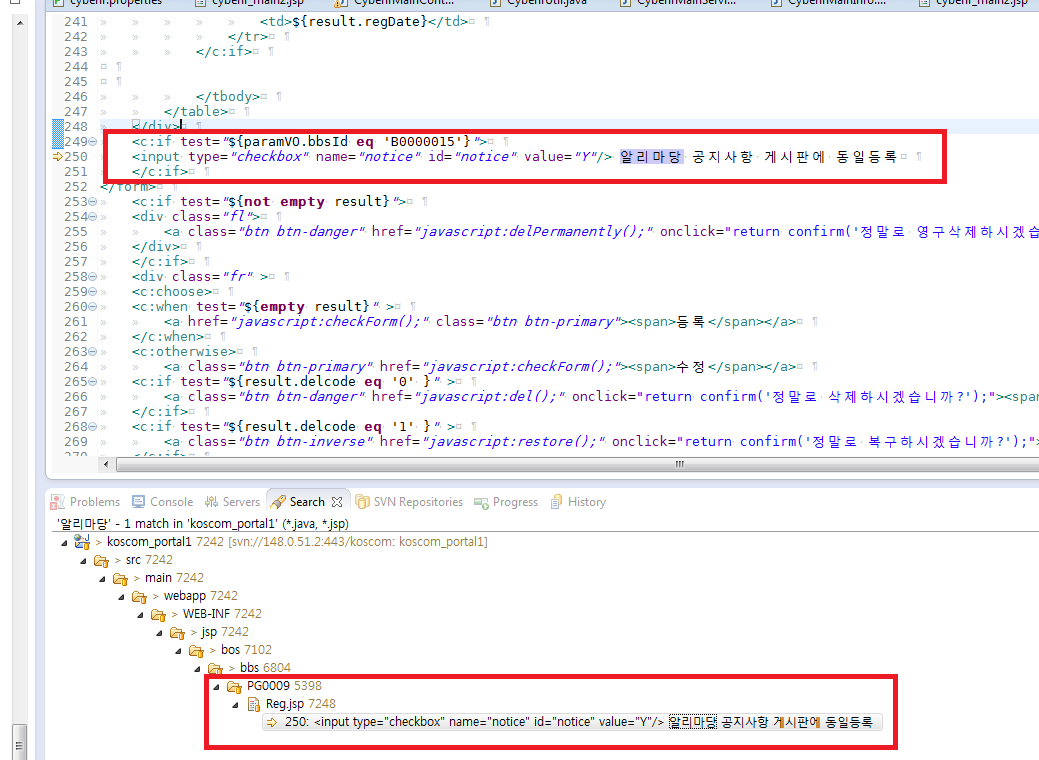 cybehr.properties cybehr_main2.jsp CybehrMainCont... CybehrUtil.java CybehrMainServi... CybehrMainInfo.... cybehr_main2.jsp
241 <td>${result.regDate}</td>
242 </tr>
243 </c:if>
244
245
246 </tbody>
247 </table>
248 </div>
249 <c:if test="${paramVO.bbsId eq 'B0000015'}">
250 <input type="checkbox" name="notice" id="notice" value="Y"/> 알리마당 공지사항 게시판에 동일등록
251 </c:if>
252 </form>
253 <c:if test="${not empty result}">
254 <div class="fl">
255 <a class="btn btn-danger" href="javascript:delPermanently();" onclick="return confirm('정말로 영구삭제하시겠습
256 </div>
257 </c:if>
258 <div class="fr" >
259 <c:choose>
260 <c:when test="${empty result}" >
261 <a href="javascript:checkForm();" class="btn btn-primary"><span>등록</span></a>
262 </c:when>
263 <c:otherwise>
264 <a class="btn btn-primary" href="javascript:checkForm();"><span>수정</span></a>
265 <c:if test="${result.delcode eq '0' }" >
266 <a class="btn btn-danger" href="javascript:del();" onclick="return confirm('정말로 삭제하시겠습니까?');"><span
267 </c:if>
268 <c:if test="${result.delcode eq '1' }" >
269 <a class="btn btn-inverse" href="javascript:restore();" onclick="return confirm('정말로 복구하시겠습니까?');">
270 </c:if>
Problems Console Servers Search SVN Repositories Progress History
'알리마당' - 1 match in 'koscom_portal1' (*.java, *.jsp)
> koscom_portal1 7242 [svn://148.0.51.2:443/koscom: koscom_portal1]
> src 7242
> main 7242
> webapp 7242
> WEB-INF 7242
> jsp 7242
> bos 7102
> bbs 6804
PG0009 5398
Reg.jsp 7248
250: <input type="checkbox" name="notice" id="notice" value="Y"/> 알리마당 공지사항 게시판에 동일등록